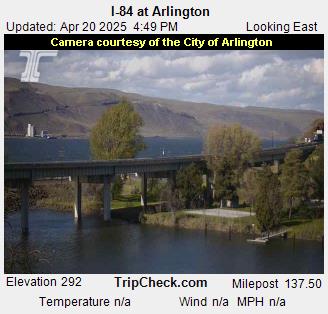 I-84 at Arlington
Updated: Apr 20 2025 4:49 PM Looking East
Camera courtesy of the City of Arlington
Elevation 292 TripCheck.com Milepost 137.50
Temperature n/a Wind n/a MPH n/a